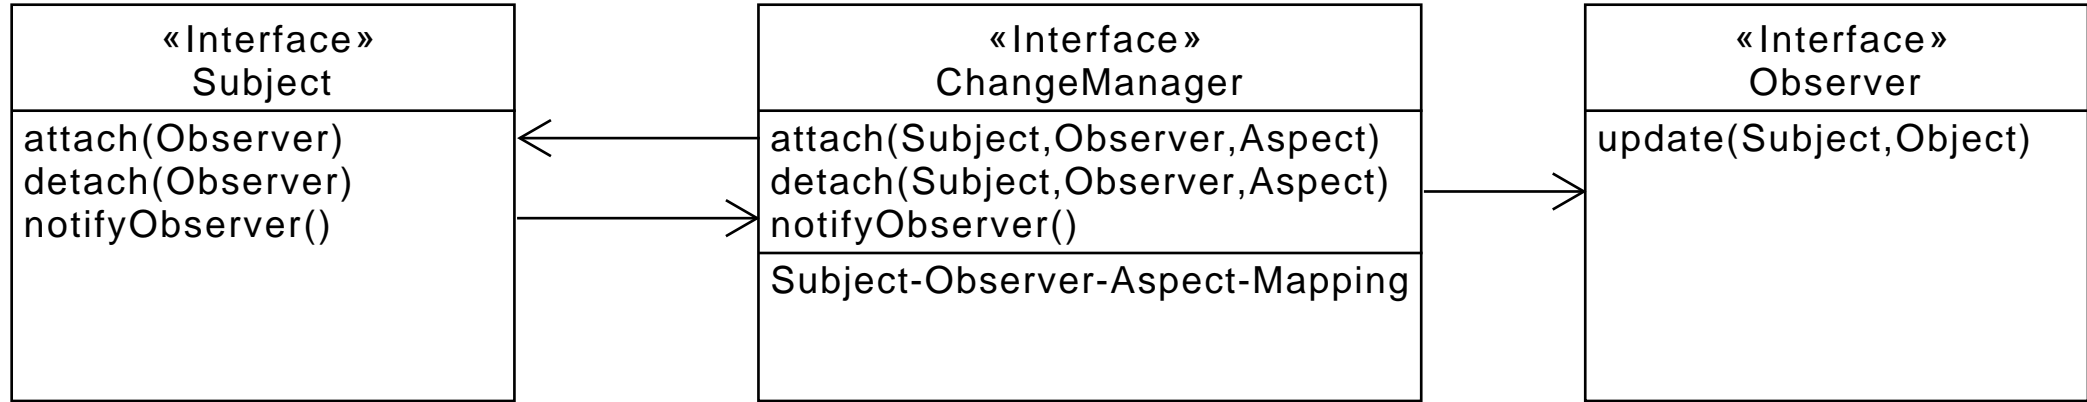 «Interface»
Subject
attach(Observer)
detach(Observer)
notifyObserver()
«Interface»
ChangeManager
attach(Subject,Observer,Aspect)
detach(Subject,Observer,Aspect)
notifyObserver()
Subject-Observer-Aspect-Mapping
«Interface»
Observer
update(Subject,Object)